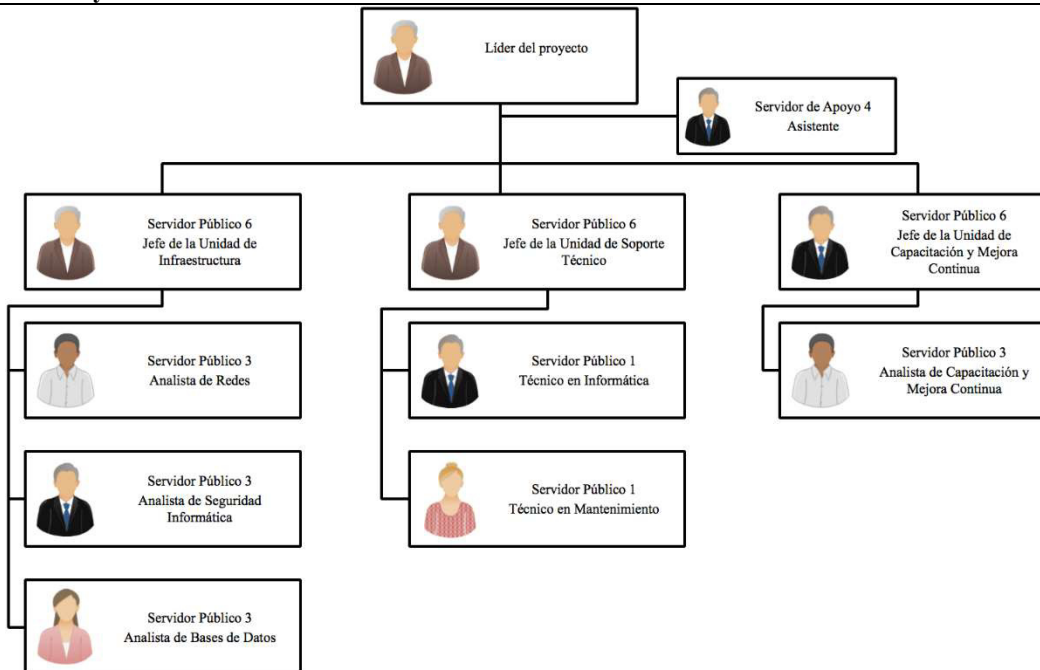 Líder del proyecto
Servidor de Apoyo 4
Asistente
Servidor Público 6
Jefe de la Unidad de
Infraestructura
Servidor Público 6
Jefe de la Unidad de Soporte
Técnico
Servidor Público 6
Jefe de la Unidad de
Capacitación y Mejora
Continua
Servidor Público 3
Analista de Redes
Servidor Público 1
Técnico en Informática
Servidor Público 3
Analista de Capacitación y
Mejora Continua
Servidor Público 3
Analista de Seguridad
Informática
Servidor Público 1
Técnico en Mantenimiento
Servidor Público 3
Analista de Bases de Datos